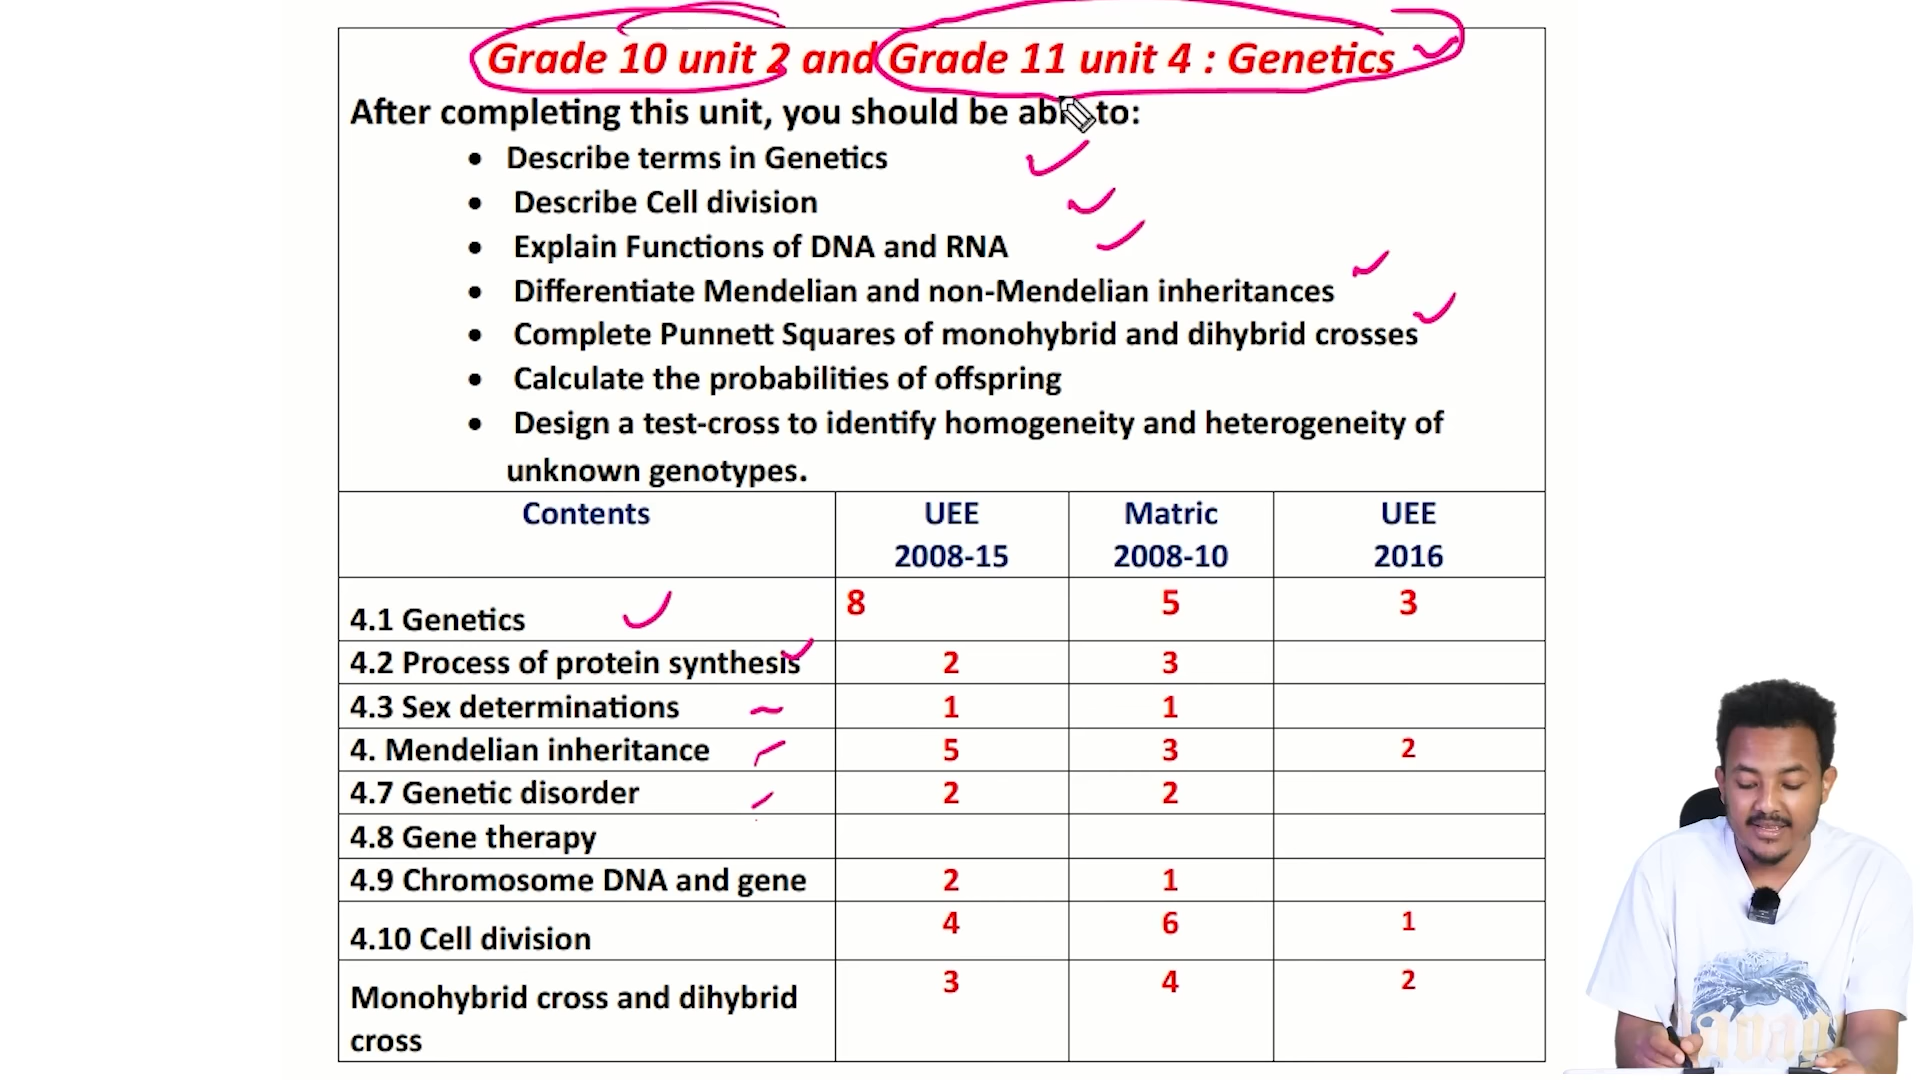 Grade 10 unit 2 and Grade 11 unit 4 : Genetics
After completing this unit, you should be able to:
• Describe terms in Genetics
• Describe Cell division
• Explain Functions of DNA and RNA
• Differentiate Mendelian and non-Mendelian inheritances
• Complete Punnett Squares of monohybrid and dihybrid crosses
• Calculate the probabilities of offspring
• Design a test-cross to identify homogeneity and heterogeneity of
unknown genotypes.
Contents UEE 2008-15 Matric 2008-10 UEE 2016
4.1 Genetics 8 5 3
4.2 Process of protein synthesis 2 3
4.3 Sex determinations 1 1
4. Mendelian inheritance 5 3 2
4.7 Genetic disorder 2 2
4.8 Gene therapy
4.9 Chromosome DNA and gene 2 1
4.10 Cell division 4 6 1
Monohybrid cross and dihybrid 3 4 2
cross